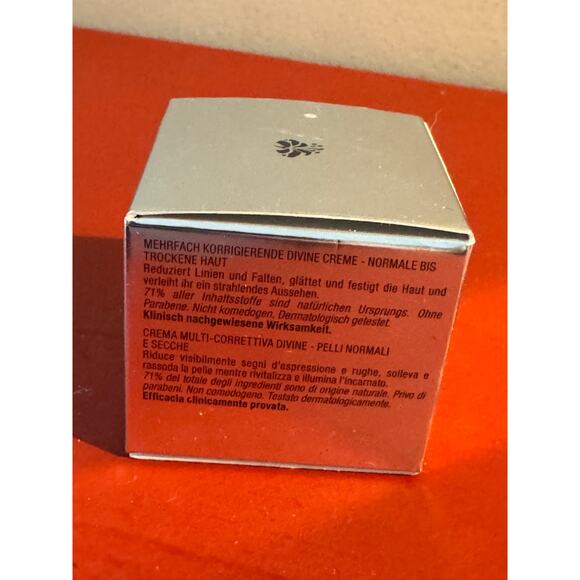 MEHRFACH KORRIGIERENDE DIVINE CREME - NORMALE BIS
TROCKENE HAUT
Reduziert Linien und Falten, glättet und festigt die Haut und
verleiht ihr ein strahlendes Aussehen.
71% aller Inhaltsstoffe sind natürlichen Ursprungs. Ohne
Parabene. Nicht komedogen. Dermatologisch getestet.
Klinisch nachgewiesene Wirksamkeit.
CREMA MULTI-CORRETTIVA DIVINE - PELLI NORMALI
E SECCHE
Riduce visibilmente segni d'espressione e rughe, solleva e
rassoda la pelle mentre rivitalizza e illumina l'incarnato.
71% del totale degli ingredienti sono di origine naturale. Privo di
parabeni. Non comedogeno. Testato dermatologicamente.
Efficacia clinicamente provata.